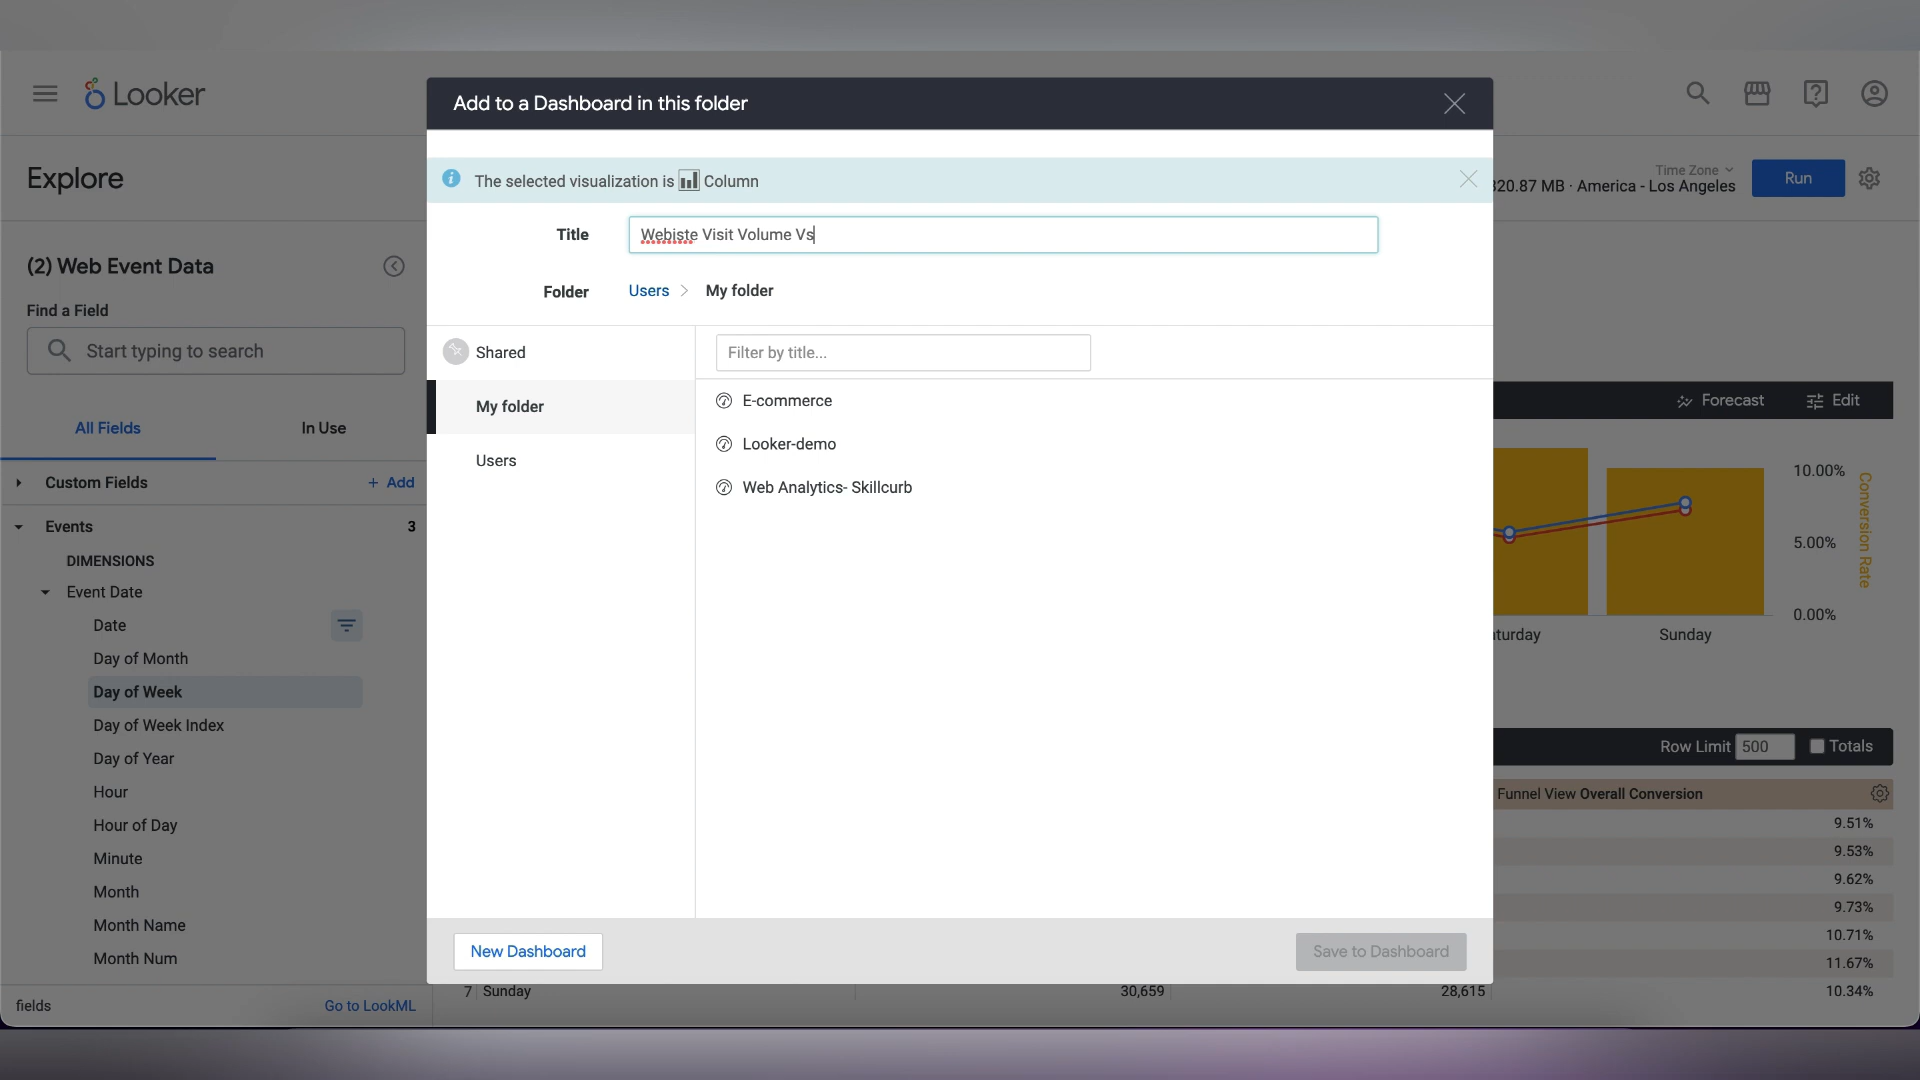 Looker
Add to a Dashboard in this folder
Explore
The selected visualization is Column
Time Zone
320.87 MB · America - Los Angeles
Run
Title
Webiste Visit Volume Vs
Folder
Users > My folder
(2) Web Event Data
Find a Field
Start typing to search
All Fields
In Use
Custom Fields
+ Add
Events
3
DIMENSIONS
Event Date
Date
Day of Month
Day of Week
Day of Week Index
Day of Year
Hour
Hour of Day
Minute
Month
Month Name
Month Num
fields
Go to LookML
Shared
My folder
Users
Filter by title...
E-commerce
Looker-demo
Web Analytics- Skillcurb
New Dashboard
Save to Dashboard
Forecast
Edit
10.00%
5.00%
0.00%
Conversion Rate
aturday
Sunday
Row Limit 500
Totals
Funnel View Overall Conversion
9.51%
9.53%
9.62%
9.73%
10.71%
11.67%
7 Sunday 30,659 28,615 10.34%